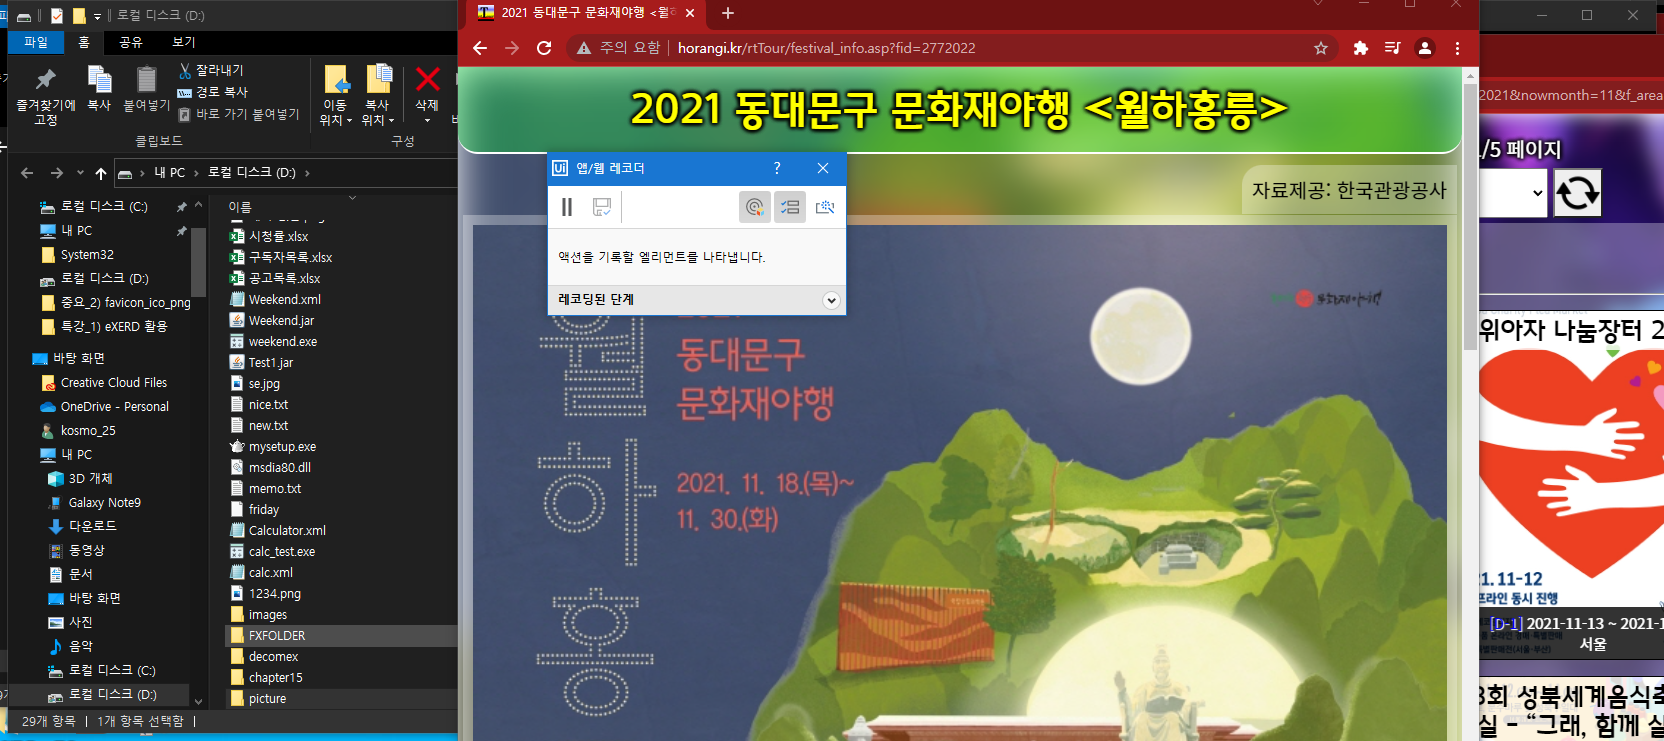 로컬 디스크 (D:)
파일 홈 공유 보기
즐겨찾기에 고정
복사
붙여넣기
잘라내기
경로 복사
바로 가기 붙여넣기
이동 위치
복사 위치
삭제
클립보드
구성
내 PC › 로컬 디스크 (D:) ›
로컬 디스크 (C:)
내 PC
System32
로컬 디스크 (D:)
중요_2) favicon_ico_png
특강_1) eXERD 활용
바탕 화면
Creative Cloud Files
OneDrive - Personal
kosmo_25
내 PC
3D 개체
Galaxy Note9
다운로드
동영상
문서
바탕 화면
사진
음악
로컬 디스크 (C:)
로컬 디스크 (D:)
이름
시청률.xlsx
구독자목록.xlsx
공고목록.xlsx
Weekend.xml
Weekend.jar
weekend.exe
Test1.jar
se.jpg
nice.txt
new.txt
mysetup.exe
msdia80.dll
memo.txt
friday
Calculator.xml
calc_test.exe
calc.xml
1234.png
images
FXFOLDER
decomex
chapter15
picture
29개 항목 | 1개 항목 선택함 |
2021 동대문구 문화재야행 <월하
주의 요함 | horangi.kr/rtTour/festival_info.asp?fid=2772022
2021 동대문구 문화재야행 <월하홍릉>
자료제공: 한국관광공사
Ui 앱/웹 레코더 ?
액션을 기록할 엘리먼트를 나타냅니다.
레코딩된 단계
동대문구
문화재야행
2021. 11. 18.(목)~
11. 30.(화)
월하홍
2021&nowmonth=11&f_area
1/5 페이지
위아자 나눔장터 2
1. 11-12
프라인 동시 진행
[D-1] 2021-11-13 ~ 2021-1
서울
3회 성북세계음식축
실 - “그래, 함께 살